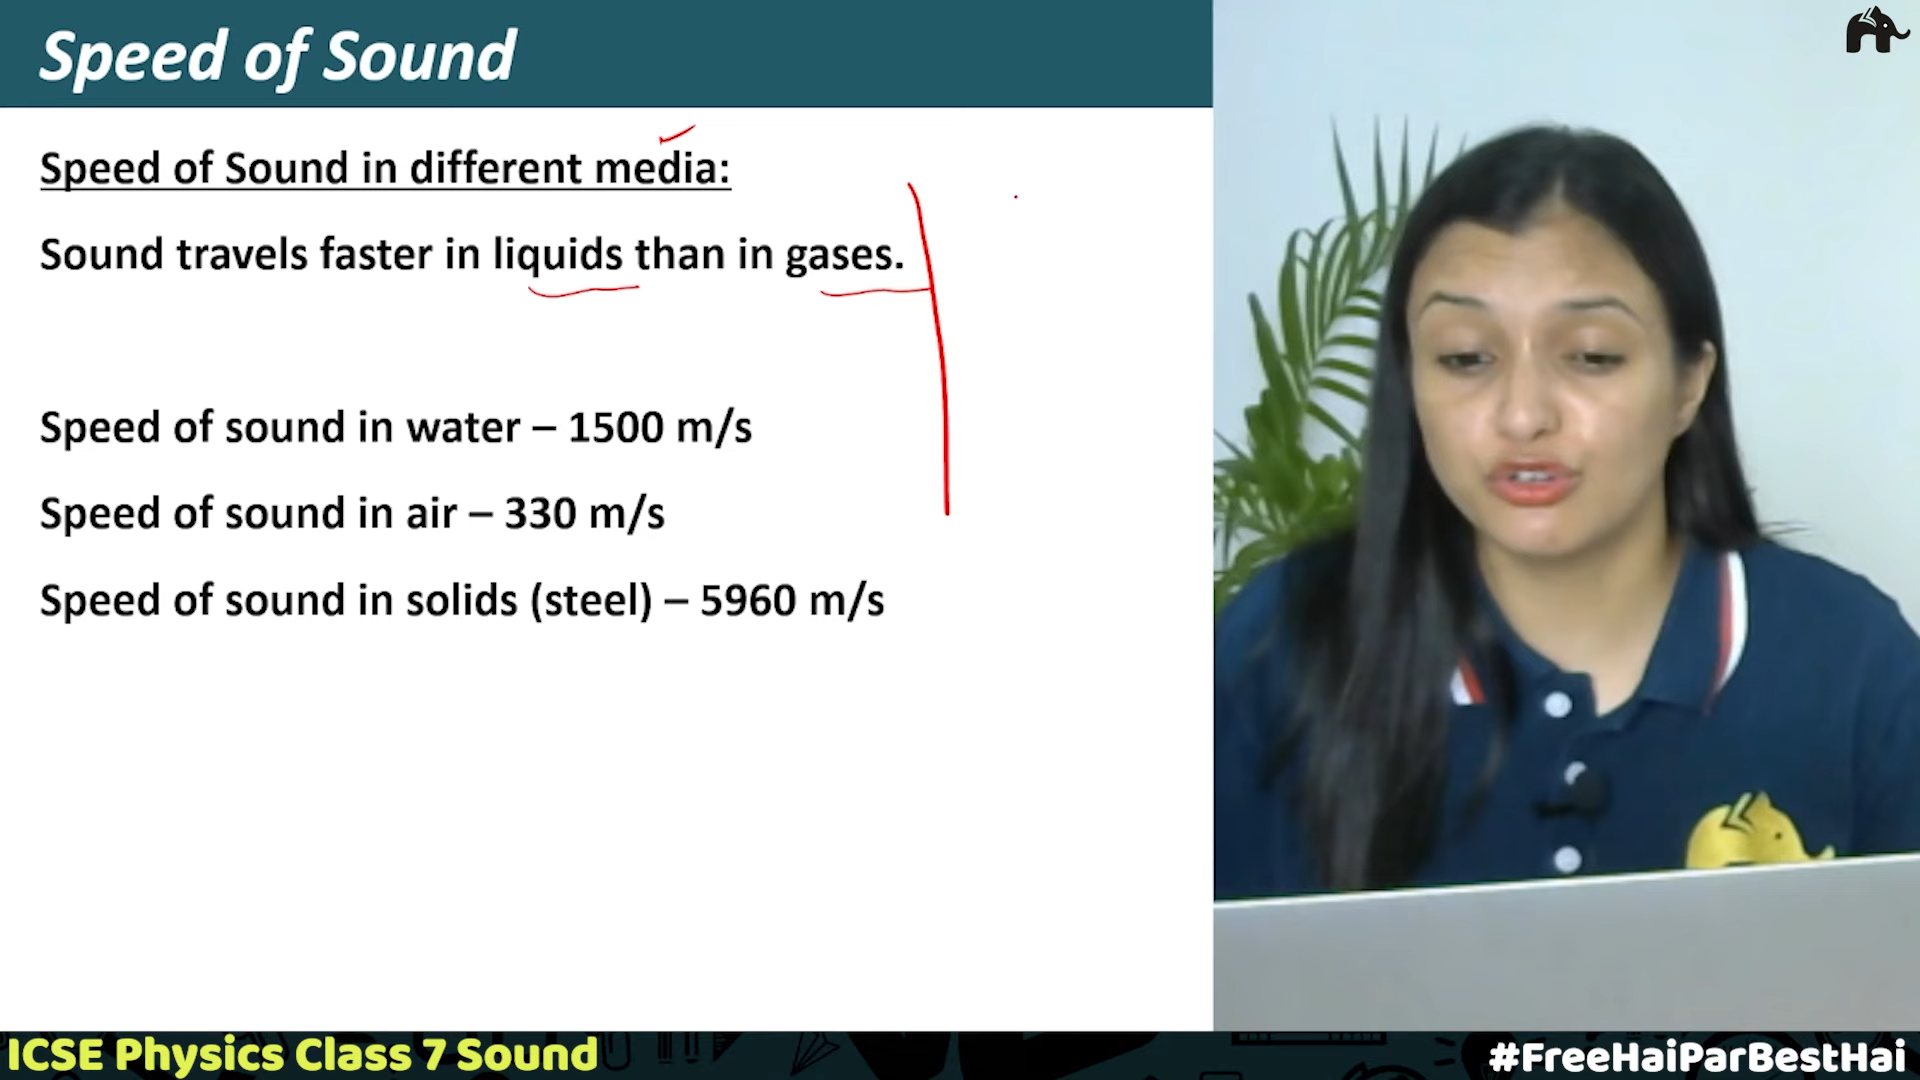 Speed of Sound
Speed of Sound in different media:
Sound travels faster in liquids than in gases.
Speed of sound in water – 1500 m/s
Speed of sound in air – 330 m/s
Speed of sound in solids (steel) – 5960 m/s
ICSE Physics Class 7 Sound
#FreeHaiParBestHai